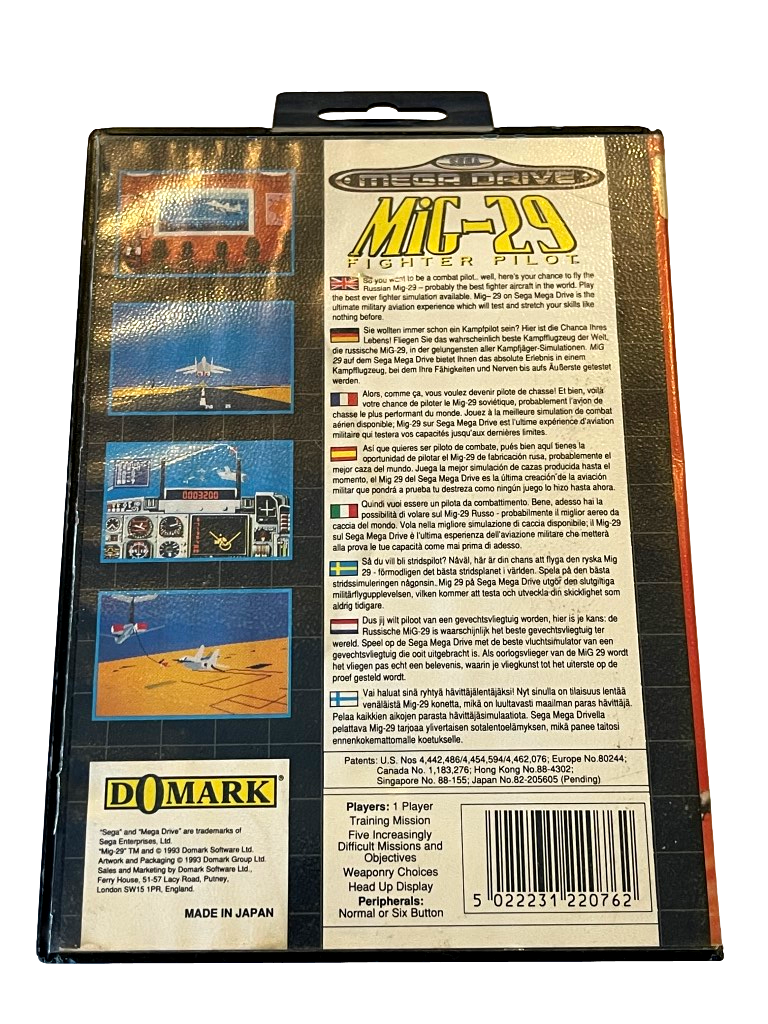 SEGA
MEGA DRIVE
MiG-29
FIGHTER PILOT
So you want to be a combat pilot.. well, here's your chance to fly the
Russian Mig-29 – probably the best fighter aircraft in the world. Play
the best ever fighter simulation available. Mig– 29 on Sega Mega Drive is the
ultimate military aviation experience which will test and stretch your skills like
nothing before.
Sie wollten immer schon ein Kampfpilot sein? Hier ist die Chance Ihres
Lebens! Fliegen Sie das wahrscheinlich beste Kampfflugzeug der Welt,
die russische MiG-29, in der gelungensten aller Kampfjäger-Simulationen. MiG
29 auf dem Sega Mega Drive bietet Ihnen das absolute Erlebnis in einem
Kampfflugzeug, bei dem Ihre Fähigkeiten und Nerven bis aufs Äußerste getestet
werden.
Alors, comme ça, vous voulez devenir pilote de chasse! Et bien, voilà
votre chance de piloter le Mig-29 soviétique, probablement l'avion de
chasse le plus performant du monde. Jouez à la meilleure simulation de combat
aérien disponible; Mig-29 sur Sega Mega Drive est l'ultime expérience d'aviation
militaire qui testera vos capacités jusqu'aux dernières limites.
Así que quieres ser piloto de combate, pués bien aquí tienes la
oportunidad de pilotar el Mig-29 de fabricación rusa, probablemente el
mejor caza del mundo. Juega la mejor simulación de cazas producida hasta el
momento, el Mig 29 del Sega Mega Drive es la última creación de la aviación
militar que pondrá a prueba tu destreza como ningún juego lo hizo hasta ahora.
Quindi vuoi essere un pilota da combattimento. Bene, adesso hai la
possibilità di volare sul Mig-29 Russo - probabilmente il miglior aereo da
caccia del mondo. Vola nella migliore simulazione di caccia disponibile; il Mig-29
sul Sega Mega Drive è l'ultima esperienza dell'aviazione militare che metterà
alla prova le tue capacità come mai prima di adesso.
Så du vill bli stridspilot? Nåväl, här är din chans att flyga den ryska Mig
29 - förmodligen det bästa stridsplanet i världen. Spela på den bästa
stridssimuleringen någonsin. Mig 29 på Sega Mega Drive utgör den slutgiltiga
militärflygupplevelsen, vilken kommer att testa och utveckla din skicklighet som
aldrig tidigare.
Dus jij wilt piloot van een gevechtsvliegtuig worden, hier is je kans: de
Russische MiG-29 is waarschijnlijk het beste gevechtsvliegtuig ter
wereld. Speel op de Sega Mega Drive met de beste vluchtsimulator van een
gevechtsvliegtuig die ooit uitgebracht is. Als oorlogsvlieger van de MiG 29 wordt
het vliegen pas echt een belevenis, waarin je vliegkunst tot het uiterste op de
proef gesteld wordt.
Vai haluat sinä ryhtyä hävittäjälentäjäksi! Nyt sinulla on tilaisuus lentää
venäläistä Mig-29 konetta, mikä on luultavasti maailman paras hävittäjä.
Pelaa kaikkien aikojen parasta hävittäjäsimulaatiota. Sega Mega Drivella
pelattava Mig-29 tarjoaa ylivertaisen sotalentoelämyksen, mikä panee taitosi
ennenkokemattomalle koetukselle.
Patents: U.S. Nos 4,442,486/4,454,594/4,462,076; Europe No.80244;
Canada No. 1,183,276; Hong Kong No.88-4302;
Singapore No. 88-155; Japan No.82-205605 (Pending)
Players: 1 Player
Training Mission
Five Increasingly
Difficult Missions and
Objectives
Weaponry Choices
Head Up Display
Peripherals:
Normal or Six Button
5 022231 220762
0003200
DOMARK®
"Sega" and "Mega Drive" are trademarks of
Sega Enterprises, Ltd.
"Mig-29" TM and © 1993 Domark Software Ltd.
Artwork and Packaging © 1993 Domark Group Ltd.
Sales and Marketing by Domark Software Ltd.,
Ferry House, 51-57 Lacy Road, Putney,
London SW15 1PR, England.
MADE IN JAPAN